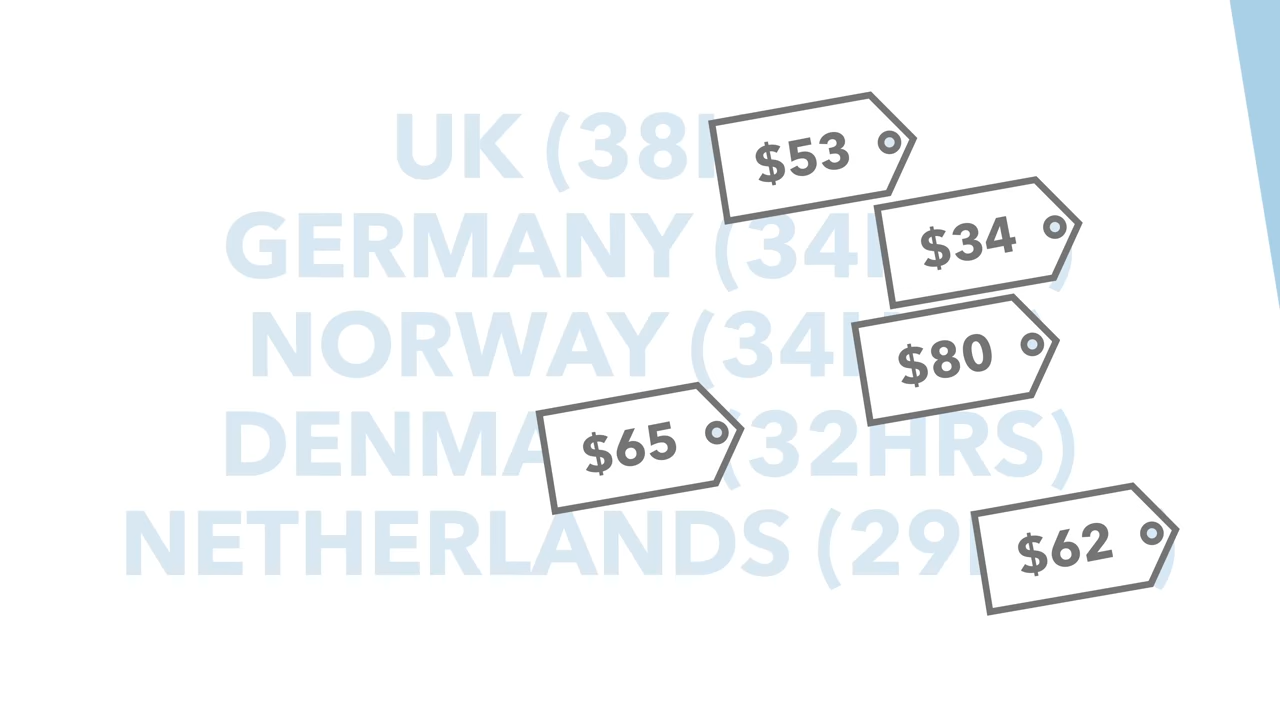 UK (38
$53
GERMANY (34 )
$34
NORWAY (34
$80
DENMA (32HRS)
$65
NETHERLANDS (29 )
$62